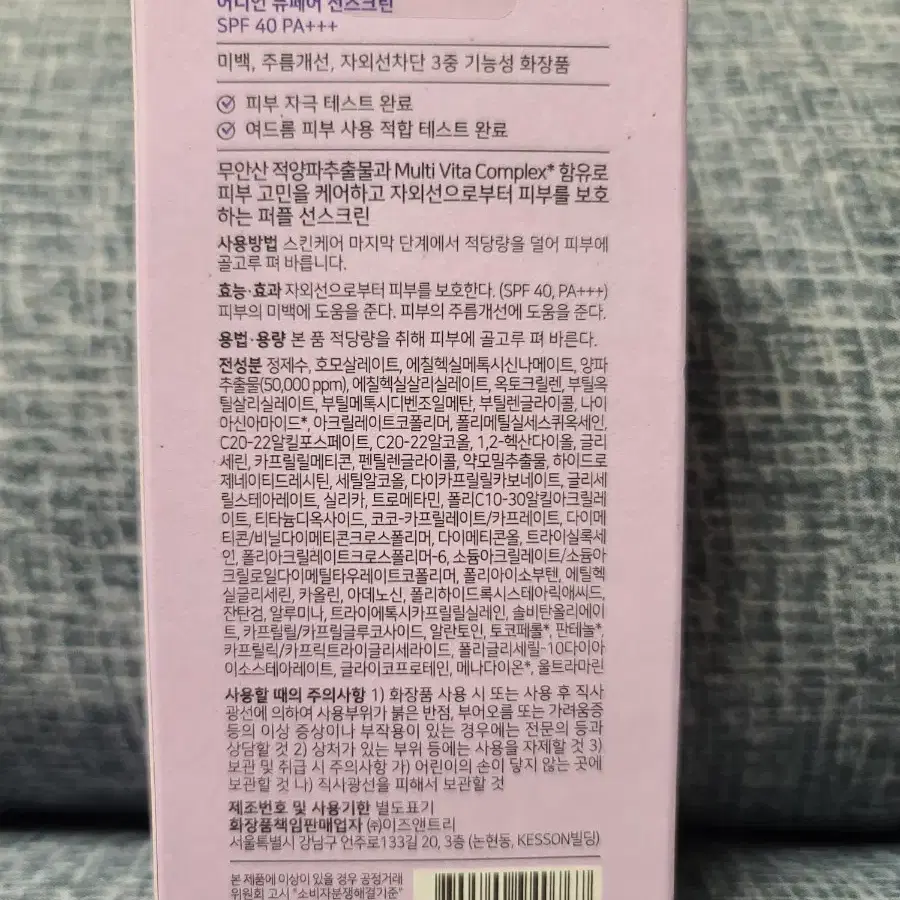 어니언 뉴페어 선스크린
SPF 40 PA+++
미백, 주름개선, 자외선차단 3중 기능성 화장품
피부 자극 테스트 완료
여드름 피부 사용 적합 테스트 완료
무안산 적양파추출물과 Multi Vita Complex* 함유로
피부 고민을 케어하고 자외선으로부터 피부를 보호
하는 퍼플 선스크린
사용방법 스킨케어 마지막 단계에서 적당량을 덜어 피부에
골고루 펴 바릅니다.
효능·효과 자외선으로부터 피부를 보호한다. (SPF 40, PA+++)
피부의 미백에 도움을 준다. 피부의 주름개선에 도움을 준다.
용법·용량 본 품 적당량을 취해 피부에 골고루 펴 바른다.
전성분 정제수, 호모살레이트, 에칠헥실메톡시신나메이트, 양파
추출물(50,000 ppm), 에칠헥실살리실레이트, 옥토크릴렌, 부틸옥
틸살리실레이트, 부틸메톡시디벤조일메탄, 부틸렌글라이콜, 나이
아신아마이드*, 아크릴레이트코폴리머, 폴리메틸실세스퀴옥세인,
C20-22알킬포스페이트, C20-22알코올, 1,2-헥산다이올, 글리
세린, 카프릴릴메티콘, 펜틸렌글라이콜, 약모밀추출물, 하이드로
제네이티드레시틴, 세틸알코올, 다이카프릴릴카보네이트, 글리세
릴스테아레이트, 실리카, 트로메타민, 폴리C10-30알킬아크릴레
이트, 티타늄디옥사이드, 코코-카프릴레이트/카프레이트, 다이메
티콘/비닐다이메티콘크로스폴리머, 다이메티콘올, 트라이실록세
인, 폴리아크릴레이트크로스폴리머-6, 소듐아크릴레이트/소듐아
크릴로일다이메틸타우레이트코폴리머, 폴리아이소부텐, 에틸헥
실글리세린, 카올린, 아데노신, 폴리하이드록시스테아릭애씨드,
잔탄검, 알루미나, 트라이에톡시카프릴릴실레인, 솔비탄올리에이
트, 카프릴릴/카프릴글루코사이드, 알란토인, 토코페롤*, 판테놀*,
카프릴릭/카프릭트라이글리세라이드, 폴리글리세릴-10다이아
이소스테아레이트, 글라이코프로테인, 메나다이온*, 울트라마린
사용할 때의 주의사항 1) 화장품 사용 시 또는 사용 후 직사
광선에 의하여 사용부위가 붉은 반점, 부어오름 또는 가려움증
등의 이상 증상이나 부작용이 있는 경우에는 전문의 등과
상담할 것 2) 상처가 있는 부위 등에는 사용을 자제할 것 3)
보관 및 취급 시 주의사항 가) 어린이의 손이 닿지 않는 곳에
보관할 것 나) 직사광선을 피해서 보관할 것
제조번호 및 사용기한 별도표기
화장품책임판매업자 ㈜이즈앤트리
서울특별시 강남구 언주로133길 20, 3층 (논현동, KESSON빌딩)
본 제품에 이상이 있을 경우 공정거래
위원회 고시 "소비자분쟁해결기준"